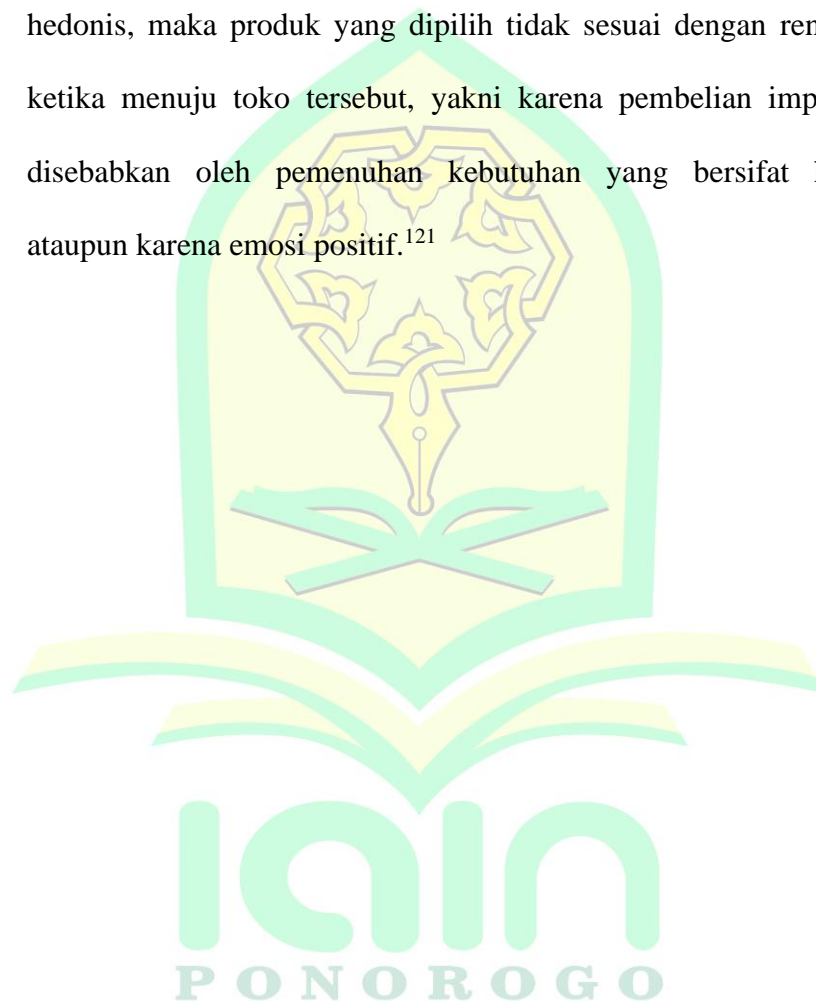 hedonis, maka produk yang dipilih tidak sesuai dengan
ketika menuju toko tersebut, yakni karena pembelian
disebabkan oleh pemenuhan kebutuhan yang bersifat
ataupun karena emosi positif.121
iain
PONOROGO